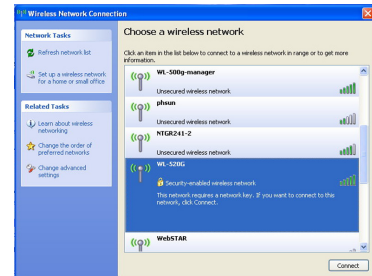 Wireless Network Connection
Network Tasks
Refresh network list
Set up a wireless network
for a home or small office
Related Tasks
Learn about wireless
networking
Change the order of
preferred networks
Change advanced
settings
Choose a wireless network
Click an item in the list below to connect to a wireless network in range or to get more
information.
WL-500g-manager
Unsecured wireless network
phsun
Unsecured wireless network
NTGR241-2
Unsecured wireless network
WL-520G
Security-enabled wireless network
This network requires a network key. If you want to connect to this
network, click Connect.
WebSTAR
Connect